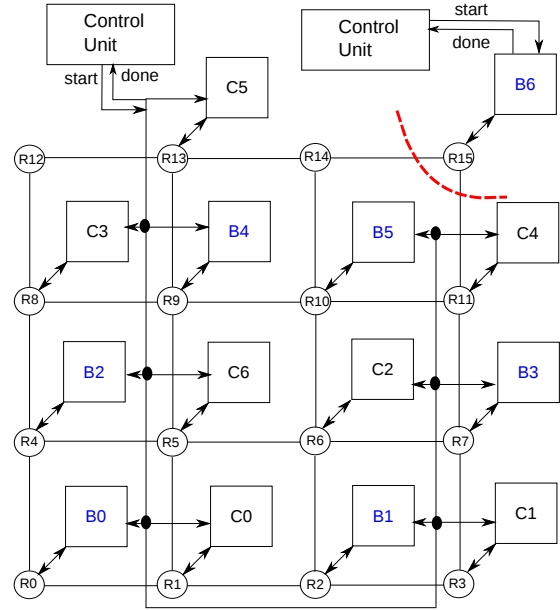 Control
Unit
start
done
Control
Unit
start
done
C5
B6
R12
R13
R14
R15
C3
B4
B5
C4
R8
R9
R10
R11
B2
C6
C2
B3
R4
R5
R6
R7
B0
C0
B1
C1
R0
R1
R2
R3